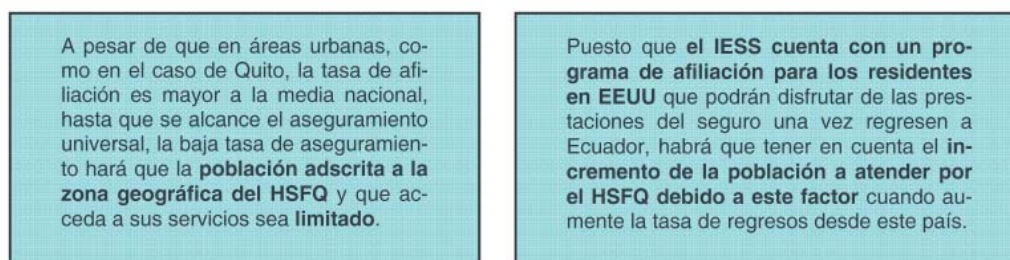 A pesar de que en áreas urbanas, co-
mo en el caso de Quito, la tasa de afi-
liación es mayor a la media nacional,
hasta que se alcance el aseguramiento
universal, la baja tasa de aseguramien-
to hará que la población adscrita a la
zona geográfica del HSFQ y que ac-
ceda a sus servicios sea limitado.
Puesto que el IESS cuenta con un pro-
grama de afiliación para los residentes
en EEUU que podrán disfrutar de las pres-
taciones del seguro una vez regresen a
Ecuador, habrá que tener en cuenta el in-
cremento de la población a atender por
el HSFQ debido a este factor cuando au-
mente la tasa de regresos desde este país.